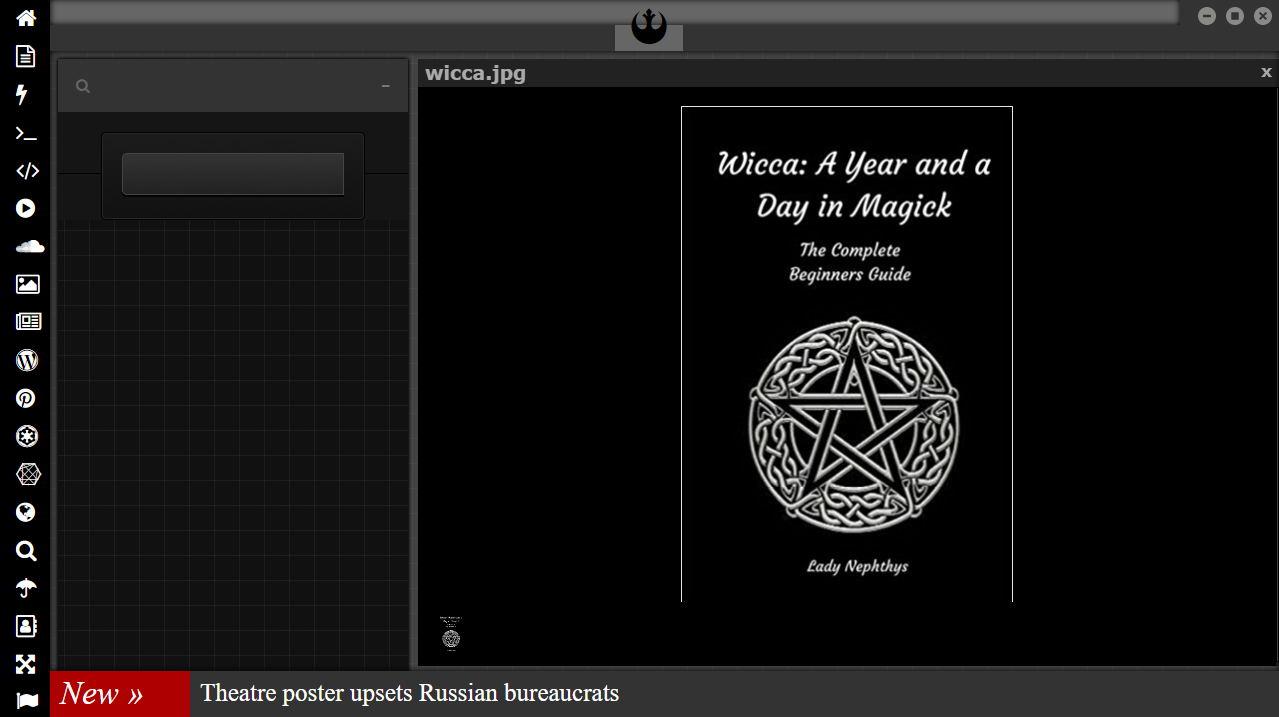 wicca.jpg
x
Wicca: A Year and a
Day in Magick
The Complete
Beginners Guide
Lady Nephthys
New »
Theatre poster upsets Russian bureaucrats